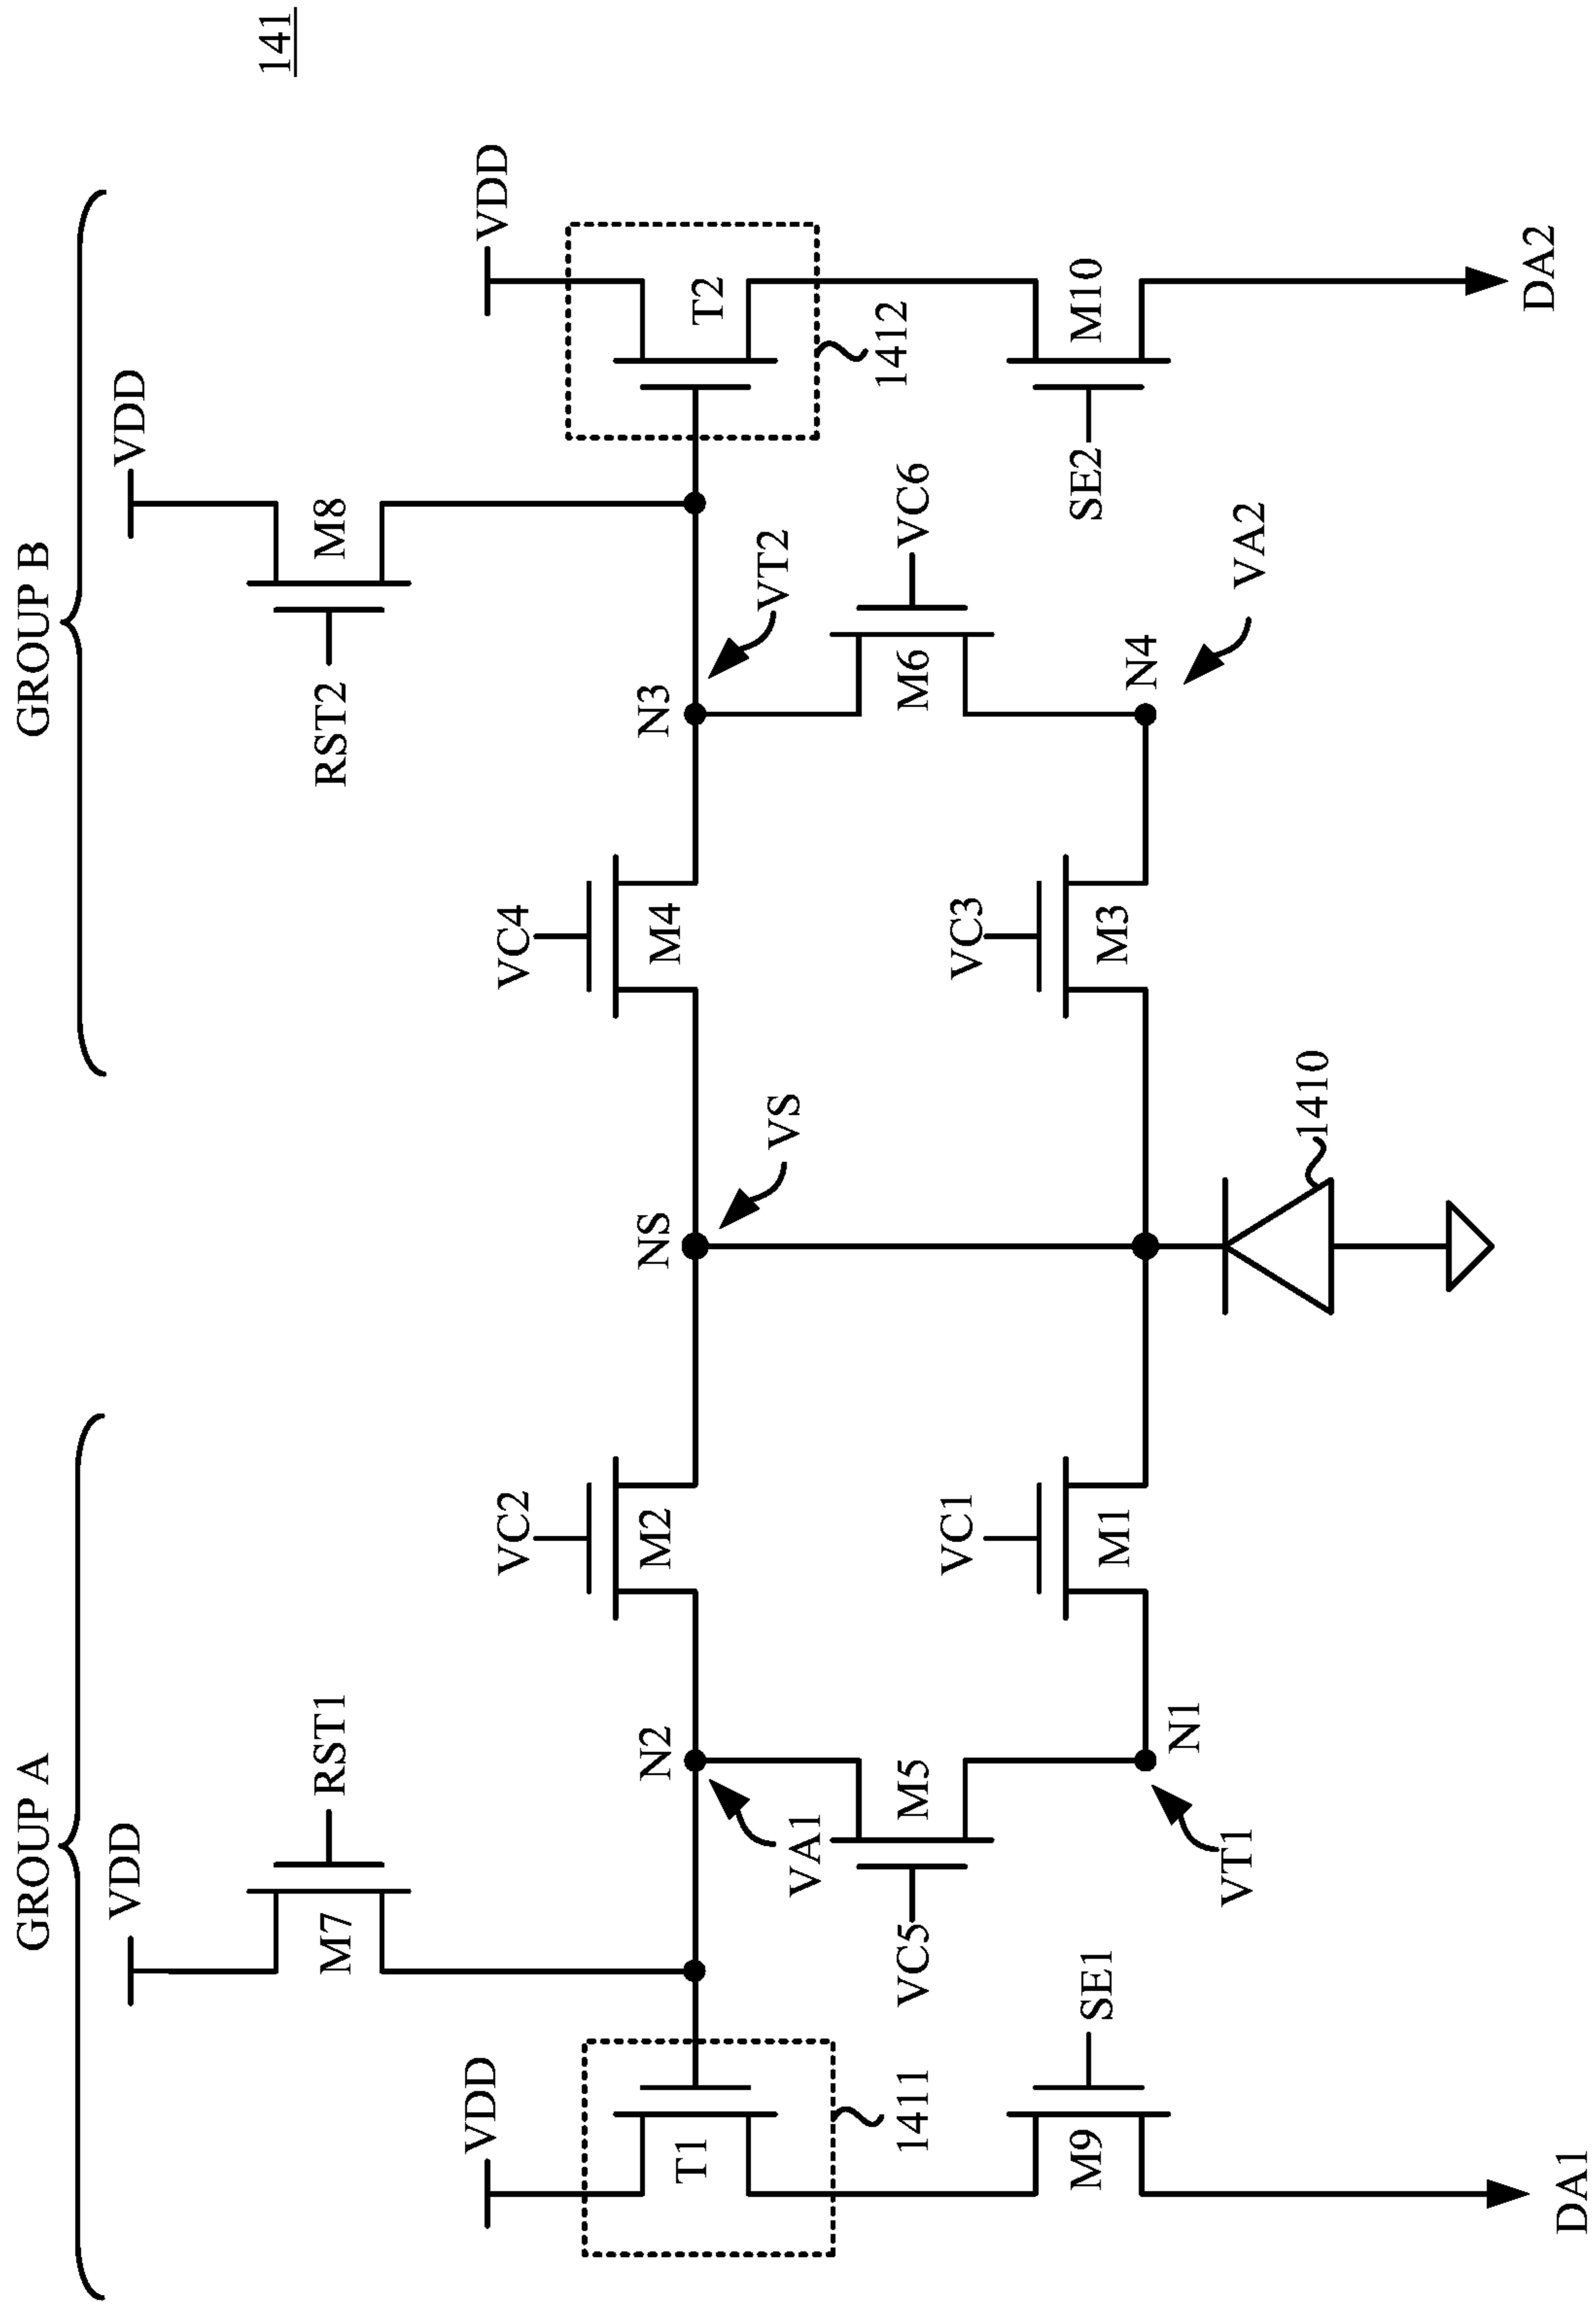 141
GROUP A
GROUP B
VDD
VDD
M7
RST1
RST2
M8
VDD
VDD
VC2
VC4
T1
N2
M2
NS
M4
N3
T2
VA1
VS
VT2
1411
VC5
M5
M6
VC6
1412
VC1
VC3
M9
SE1
M1
M3
SE2
M10
N1
N4
VT1
VA2
1410
DA1
DA2